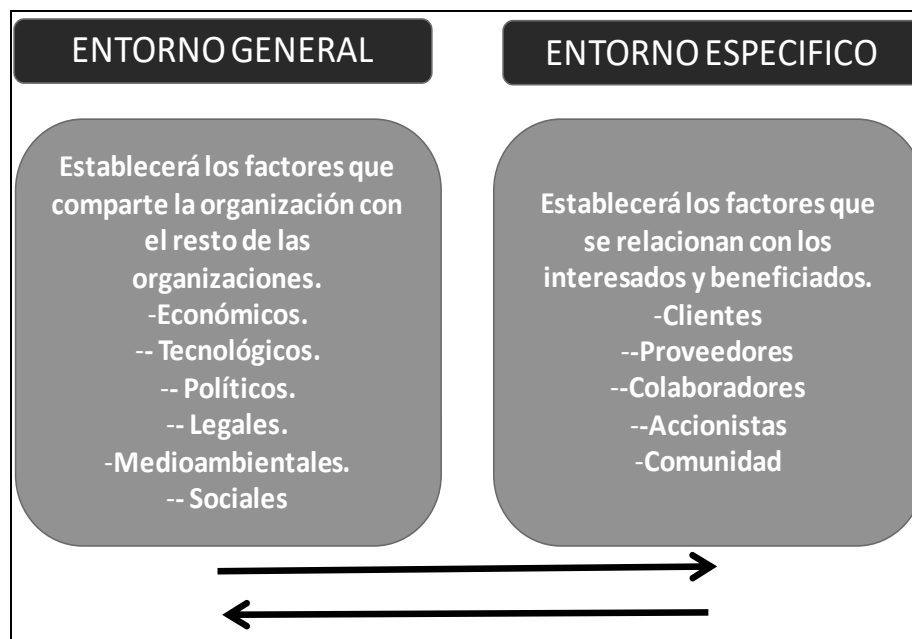 ENTORNO GENERAL
Establecerá los factores que
comparte la organización con
el resto de las
organizaciones.
-Económicos.
-- Tecnológicos.
-- Políticos.
-- Legales.
-Medioambientales.
-- Sociales
ENTORNO ESPECIFICO
Establecerá los factores que
se relacionan con los
interesados y beneficiados.
-Clientes
--Proveedores
--Colaboradores
--Accionistas
-Comunidad